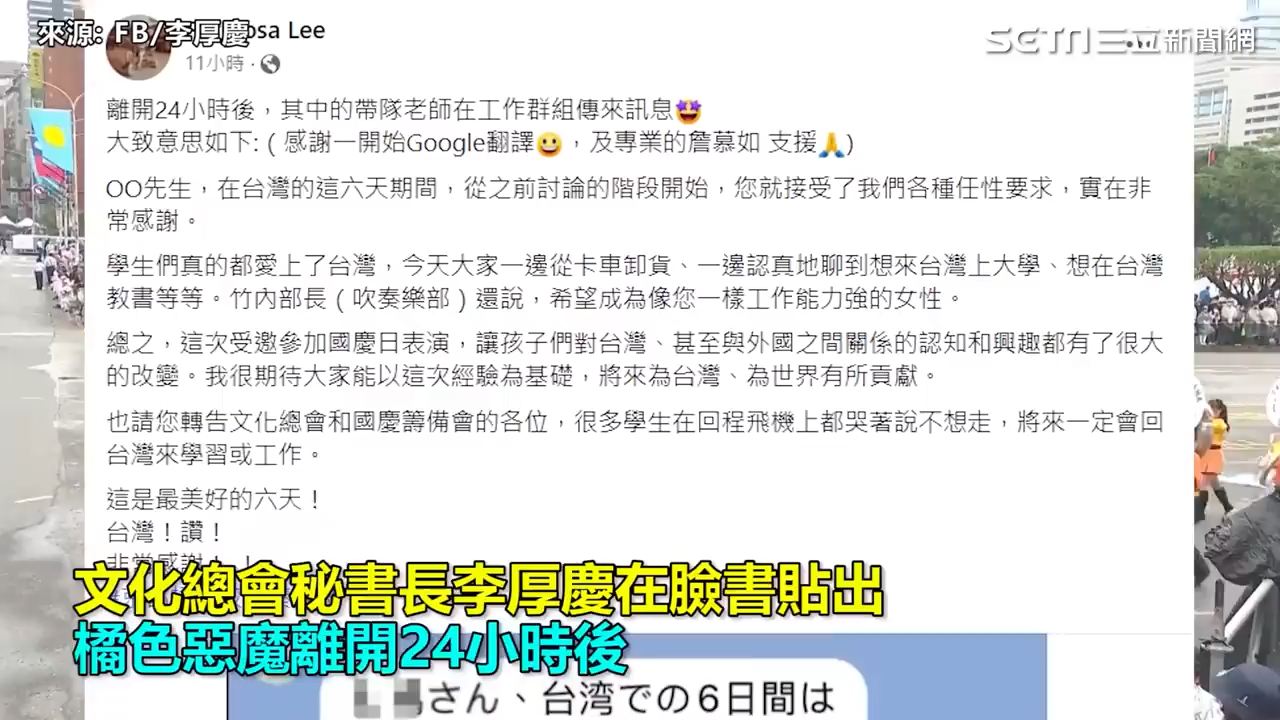 來源: FB/李厚慶
osa Lee
SETN三立新聞網
11小時
離開24小時後，其中的帶隊老師在工作群組傳來訊息
大致意思如下:（感謝一開始Google翻譯，及專業的詹慕如 支援）
OO先生，在台灣的這六天期間，從之前討論的階段開始，您就接受了我們各種任性要求，實在非
常感謝。
學生們真的都愛上了台灣，今天大家一邊從卡車卸貨、一邊認真地聊到想來台灣上大學、想在台灣
教書等等。竹內部長（吹奏樂部）還說，希望成為像您一樣工作能力強的女性。
總之，這次受邀參加國慶日表演，讓孩子們對台灣、甚至與外國之間關係的認知和興趣都有了很大
的改變。我很期待大家能以這次經驗為基礎，將來為台灣、為世界有所貢獻。
也請您轉告文化總會和國慶籌備會的各位，很多學生在回程飛機上都哭著說不想走，將來一定會回
台灣來學習或工作。
這是最美好的六天！
台灣！讚！
非常感謝！！
文化總會秘書長李厚慶在臉書貼出
橘色惡魔離開24小時後
さん、台湾での6日間は